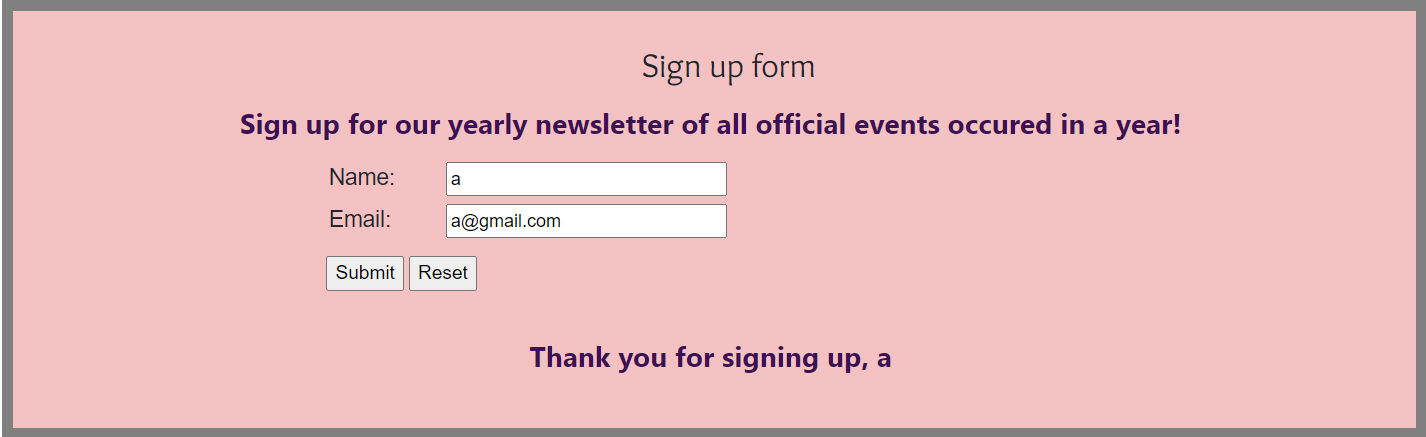 Sign up form
Sign up for our yearly newsletter of all official events occured in a year!
Name: a
Email: a@gmail.com
Submit Reset
Thank you for signing up, a